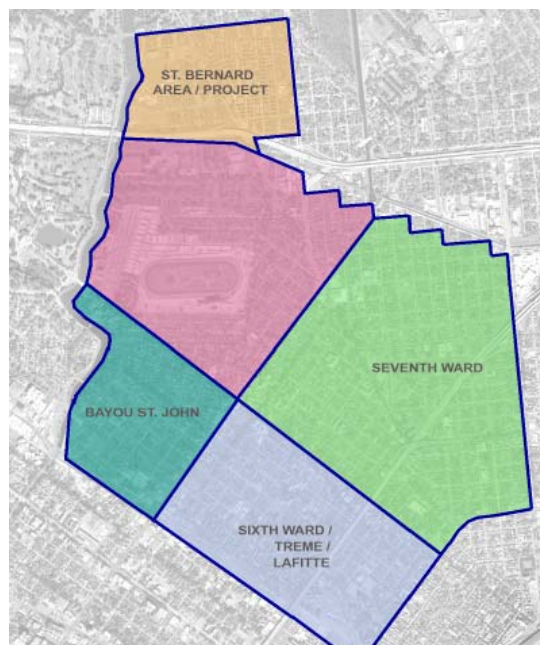 ST. BERNARD
AREA / PROJECT
SEVENTH WARD
BAYOU ST. JOHN
SIXTH WARD /
TREME /
LAFITTE